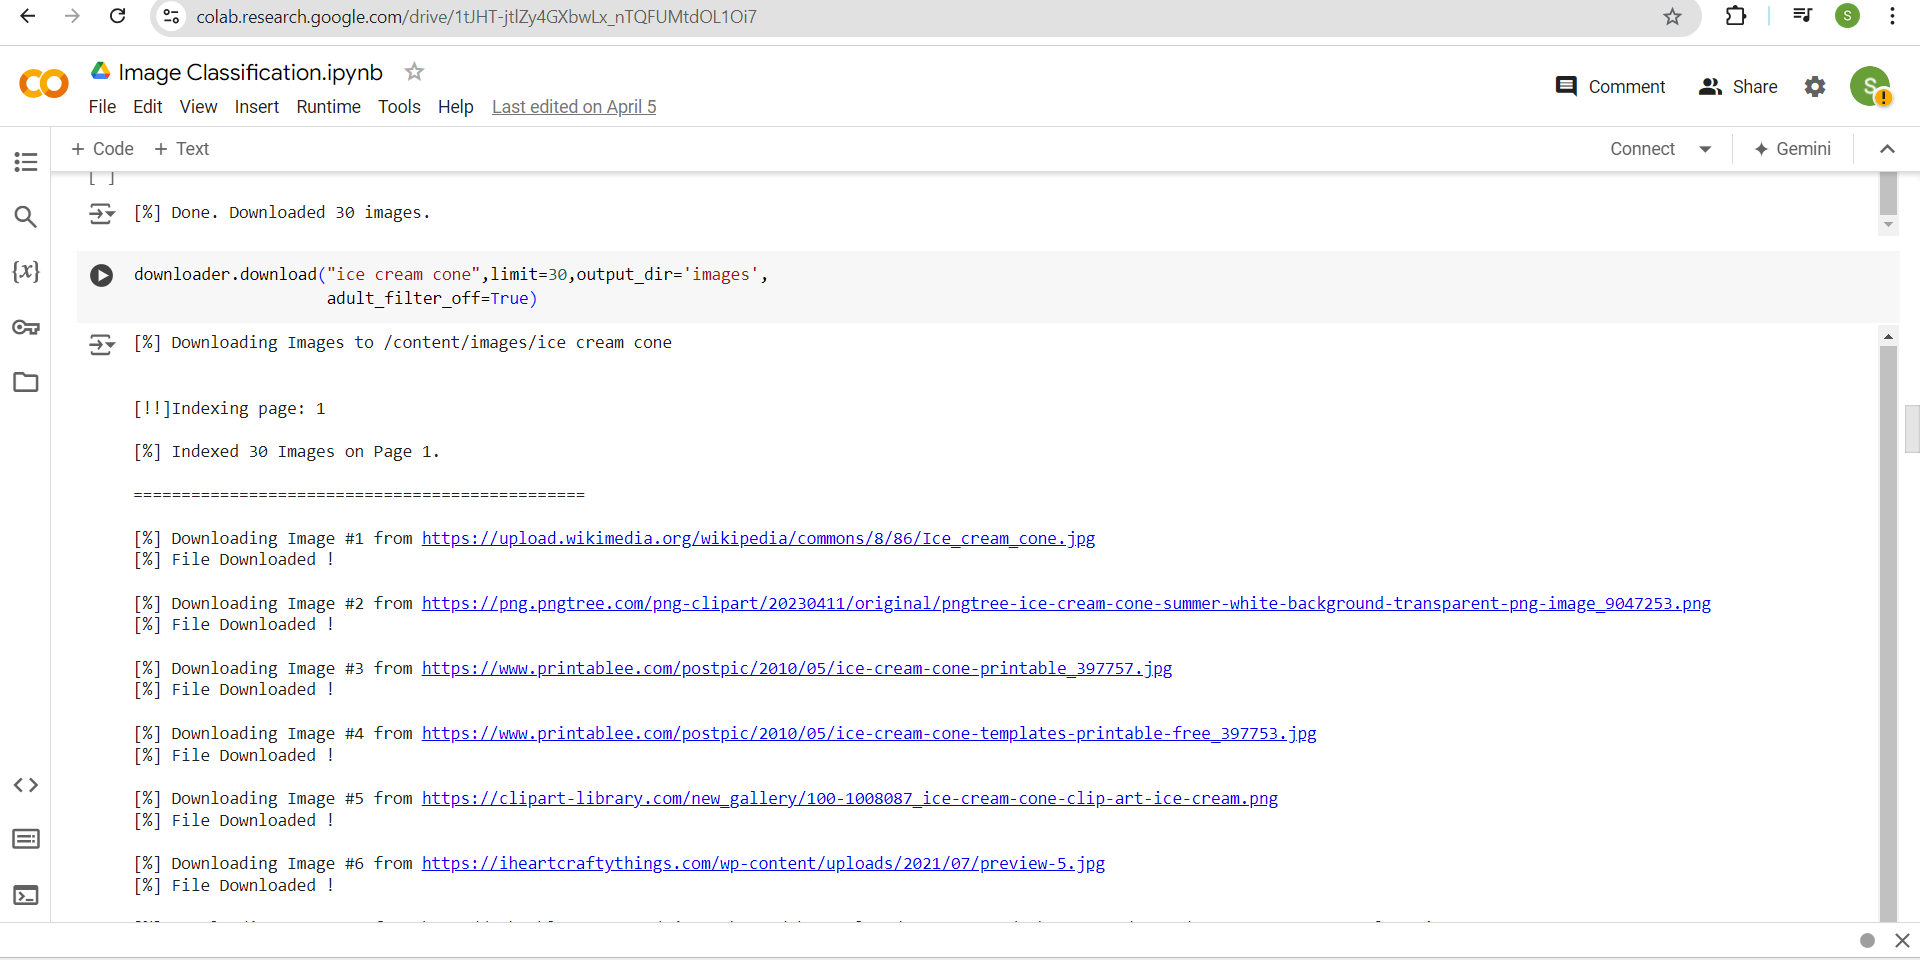 colab.research.google.com/drive/1tJHT-jtlZy4GXbwLx_nTQFUMtdOL1Oi7
S
CO
Image Classification.ipynb
File Edit View Insert Runtime Tools Help Last edited on April 5
Comment Share S
+ Code + Text
Connect Gemini
[ ]
[%] Done. Downloaded 30 images.
{x}
downloader.download("ice cream cone",limit=30,output_dir='images',
adult_filter_off=True)
[%] Downloading Images to /content/images/ice cream cone
[!!]Indexing page: 1
[%] Indexed 30 Images on Page 1.
===============================================
[%] Downloading Image #1 from https://upload.wikimedia.org/wikipedia/commons/8/86/Ice_cream_cone.jpg
[%] File Downloaded !
[%] Downloading Image #2 from https://png.pngtree.com/png-clipart/20230411/original/pngtree-ice-cream-cone-summer-white-background-transparent-png-image_9047253.png
[%] File Downloaded !
[%] Downloading Image #3 from https://www.printablee.com/postpic/2010/05/ice-cream-cone-printable_397757.jpg
[%] File Downloaded !
[%] Downloading Image #4 from https://www.printablee.com/postpic/2010/05/ice-cream-cone-templates-printable-free_397753.jpg
[%] File Downloaded !
[%] Downloading Image #5 from https://clipart-library.com/new_gallery/100-1008087_ice-cream-cone-clip-art-ice-cream.png
[%] File Downloaded !
[%] Downloading Image #6 from https://iheartcraftythings.com/wp-content/uploads/2021/07/preview-5.jpg
[%] File Downloaded !